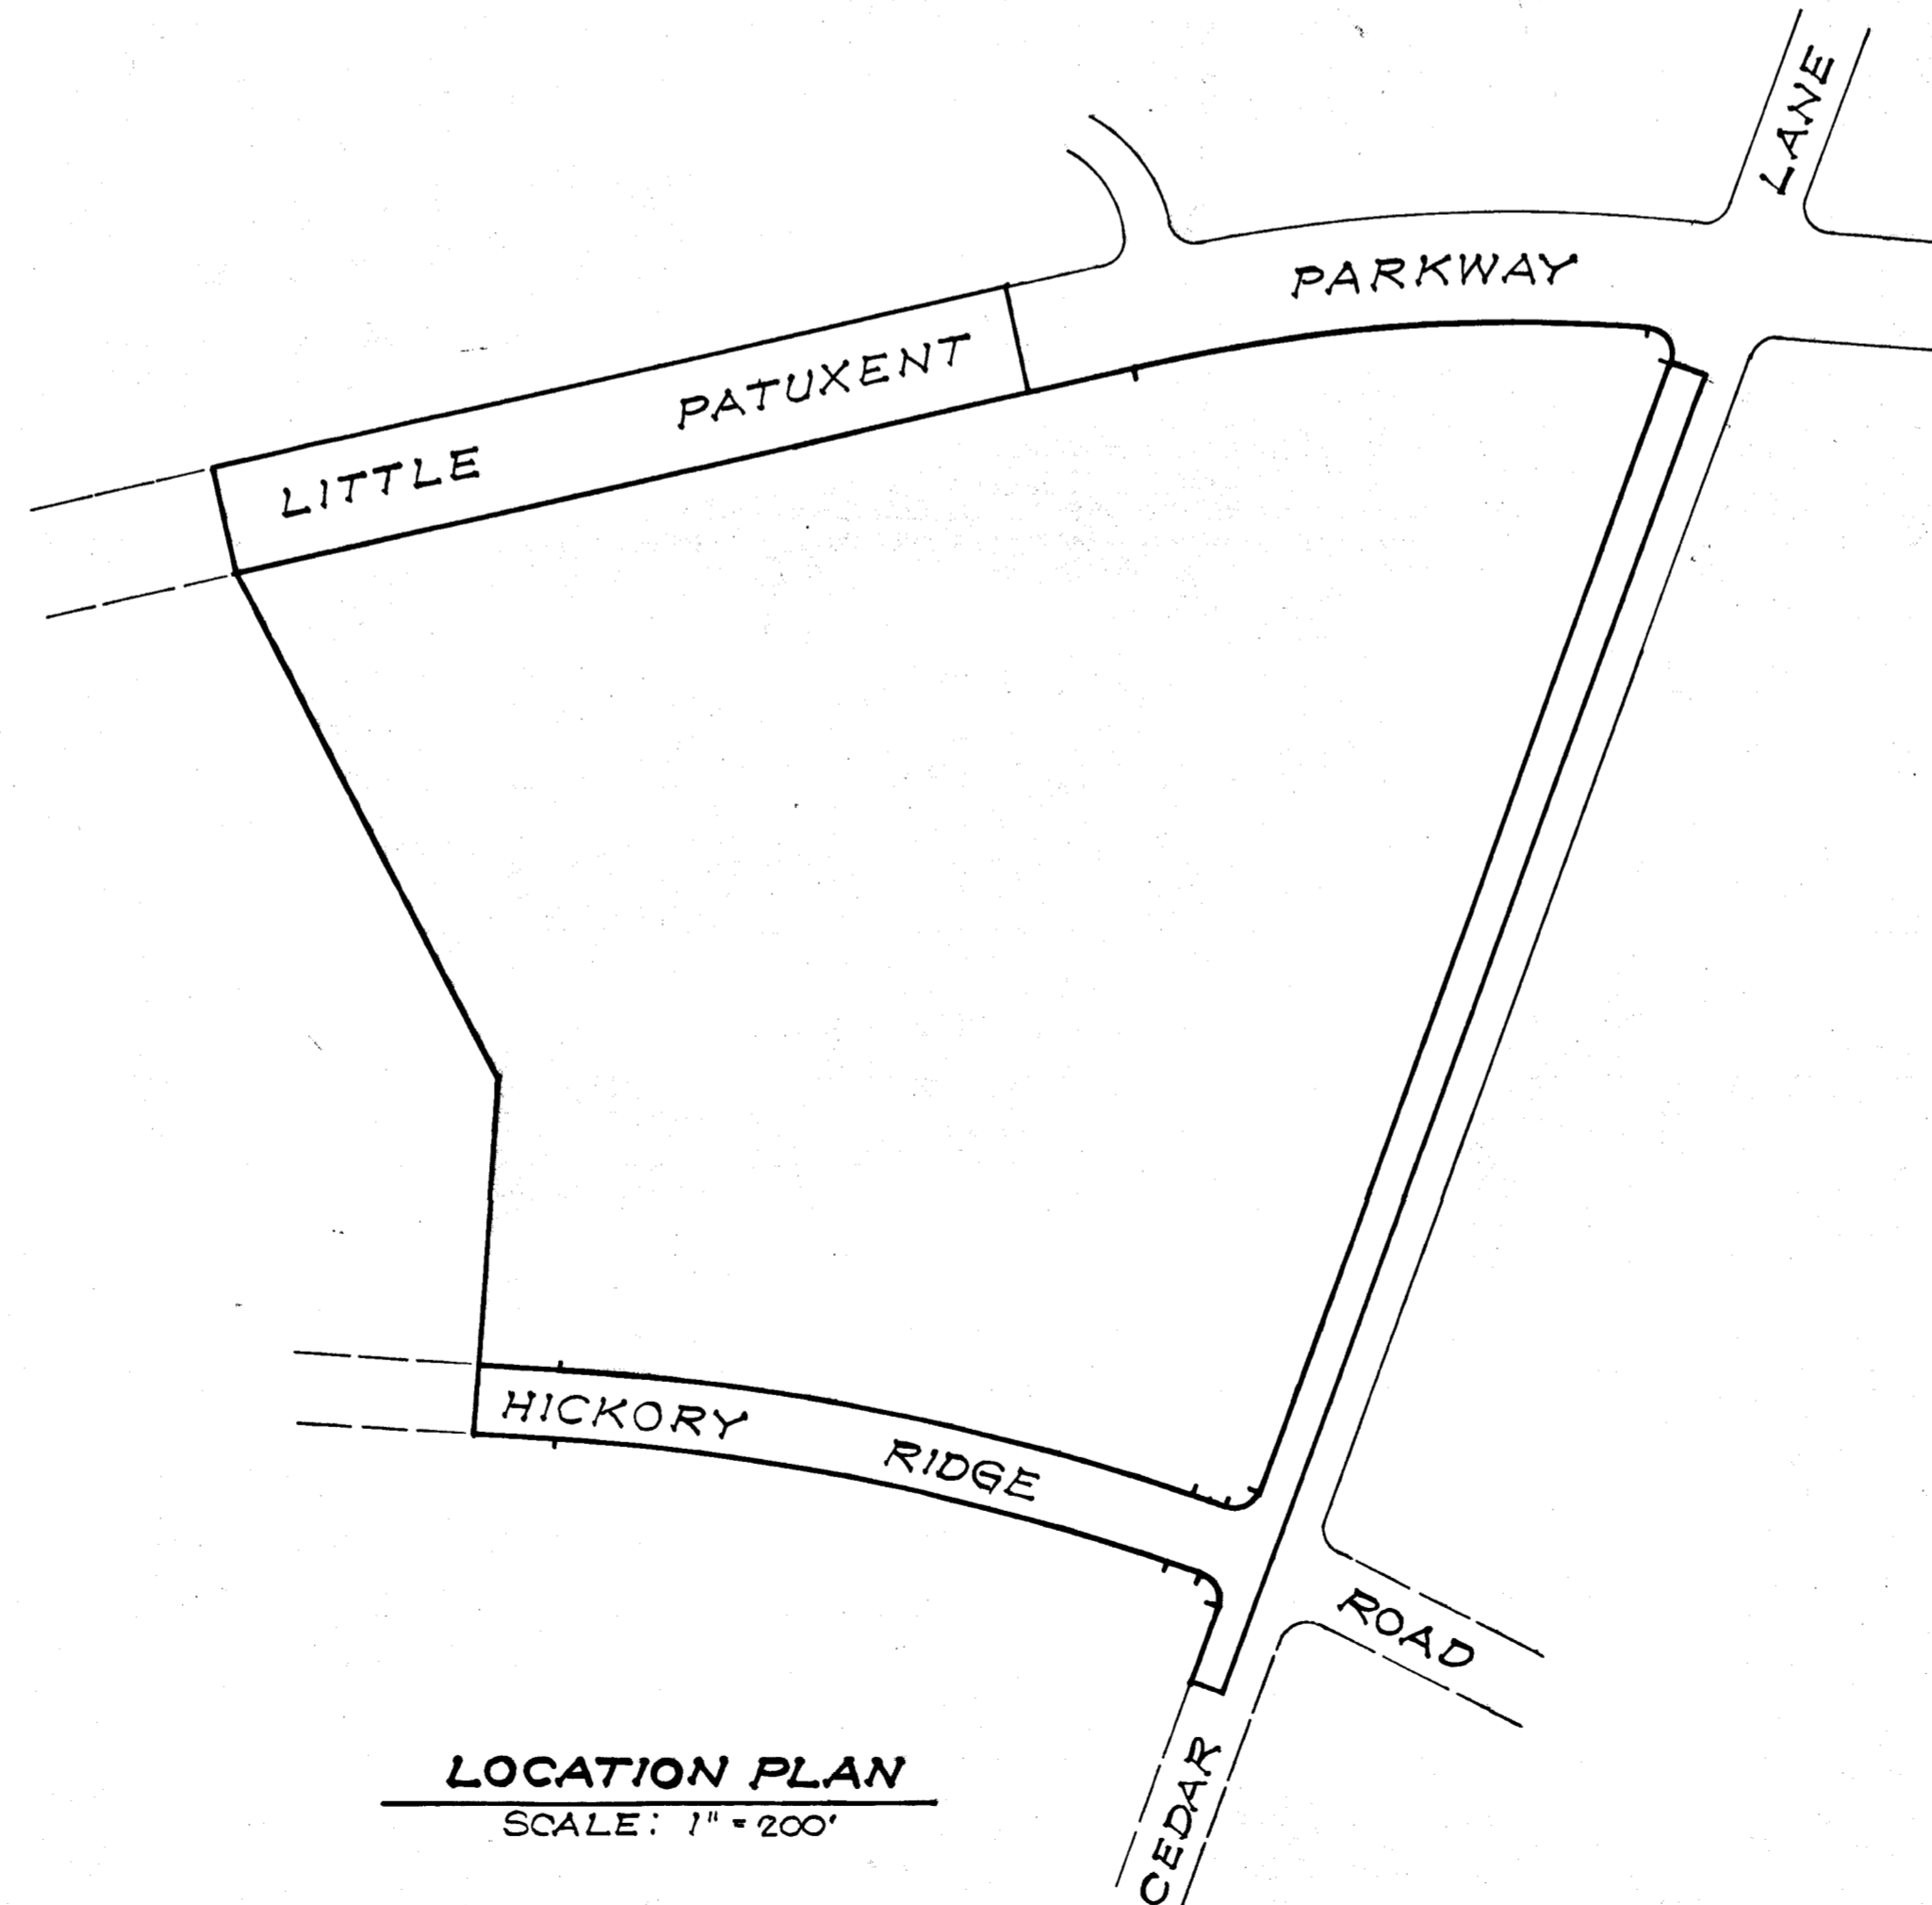 LANE
PARKWAY
LITTLE PATUXENT
HICKORY RIDGE
ROAD
CEDAR
LOCATION PLAN
SCALE: 1" = 200'